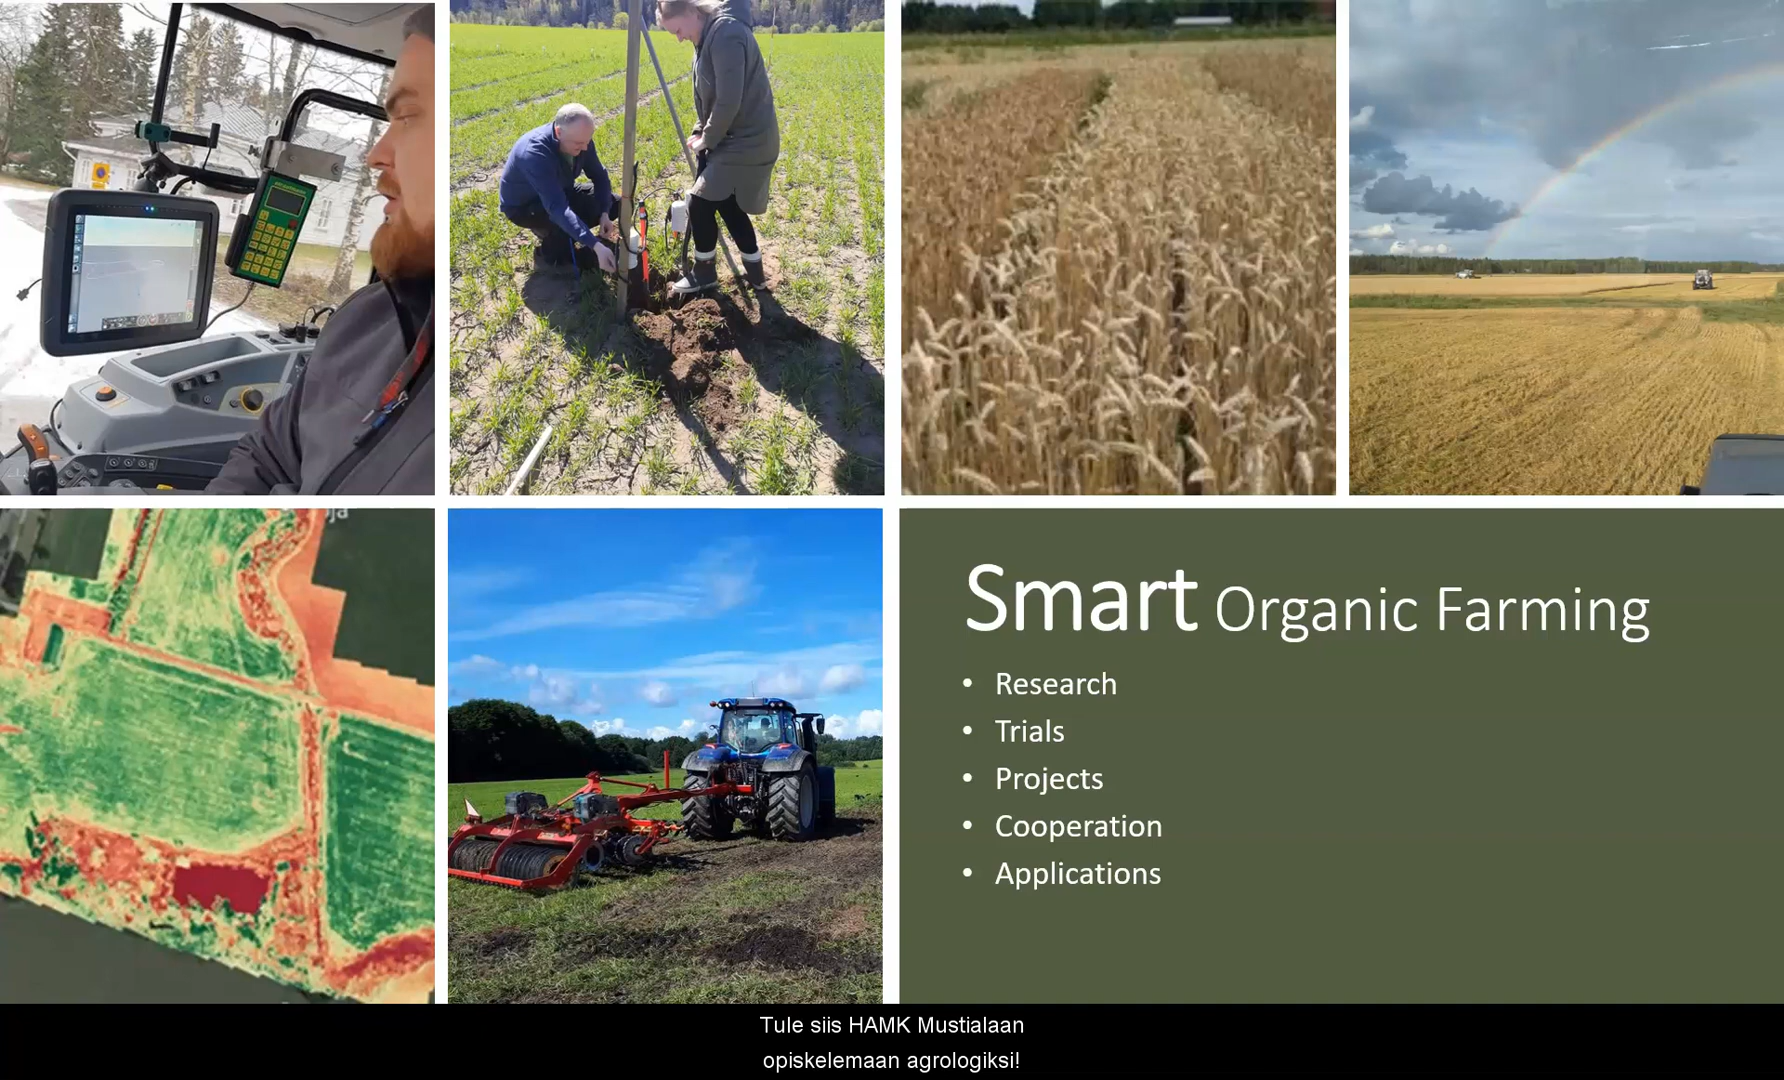 Smart Organic Farming
• Research
• Trials
• Projects
• Cooperation
• Applications
Tule siis HAMK Mustialaan
opiskelemaan agrologiksi!